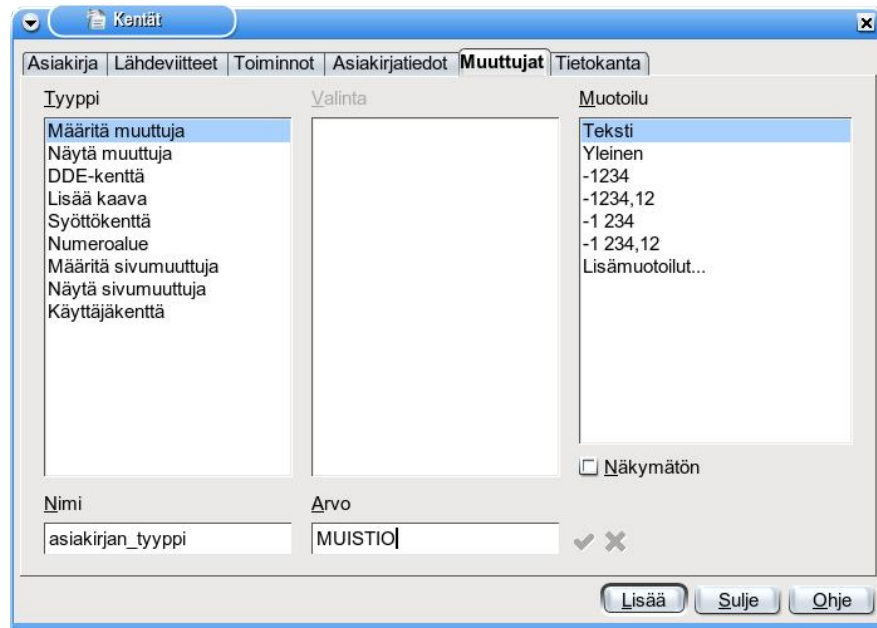 Kentät
Asiakirja Lähdeviitteet Toiminnot Asiakirjatiedot Muuttujat Tietokanta
Tyyppi
Määritä muuttuja
Näytä muuttuja
DDE-kenttä
Lisää kaava
Syöttökenttä
Numeroalue
Määritä sivumuuttuja
Näytä sivumuuttuja
Käyttäjäkenttä
Valinta
Muotoilu
Teksti
Yleinen
-1234
-1234,12
-1 234
-1 234,12
Lisämuotoilut...
Näkymätön
Nimi
asiakirjan_tyyppi
Arvo
MUISTIO
Lisää Sulje Ohje